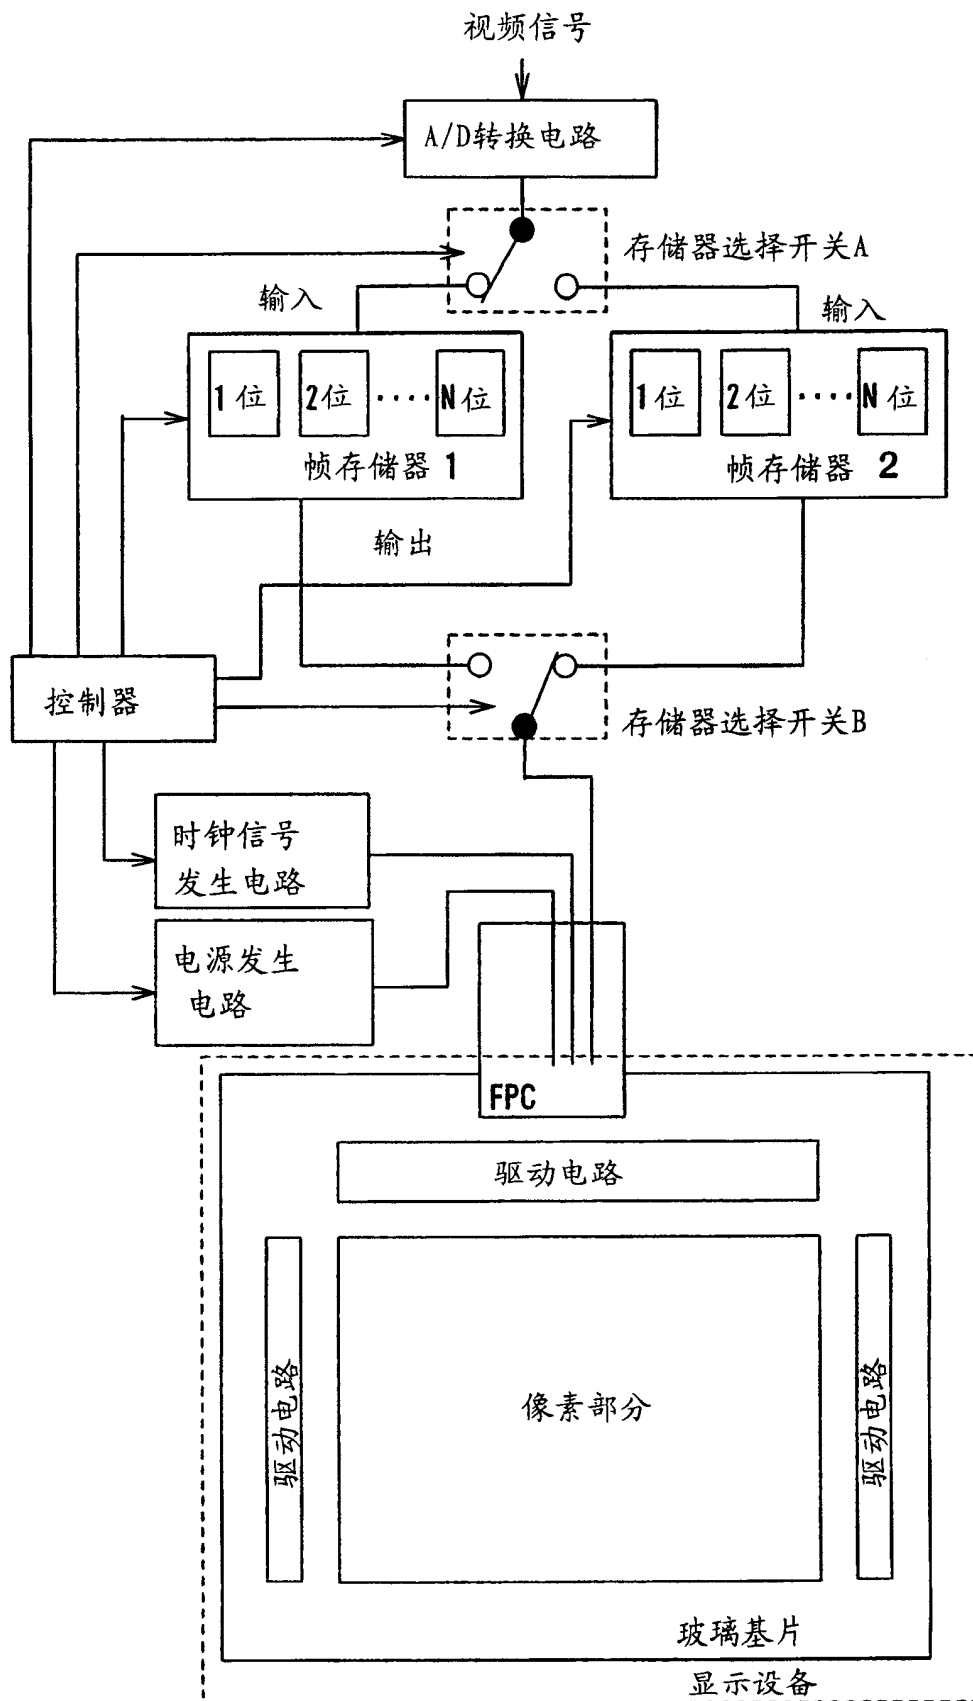 视频信号
A/D转换电路
存储器选择开关A
输入
输入
1位
2位
····
N位
帧存储器 1
1位
2位
····
N位
帧存储器 2
输出
控制器
存储器选择开关B
时钟信号
发生电路
电源发生
电路
FPC
驱动电路
驱动电路
像素部分
驱动电路
玻璃基片
显示设备